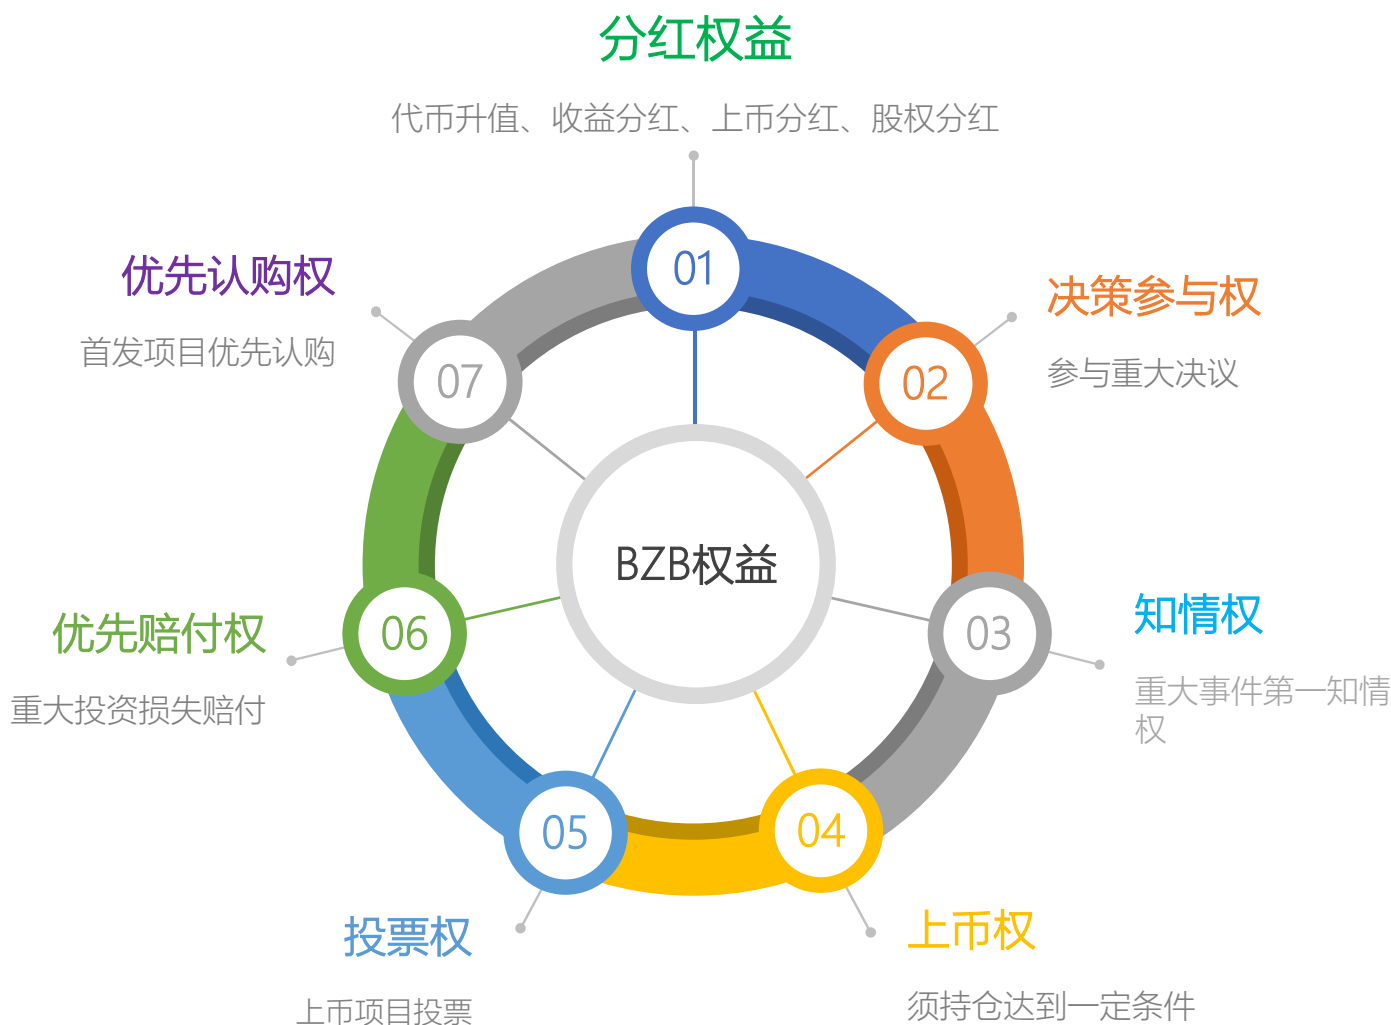 分红权益
代币升值、收益分红、上币分红、股权分红
01
决策参与权
参与重大决议
02
知情权
重大事件第一知情
权
03
上币权
须持仓达到一定条件
04
投票权
上币项目投票
05
优先赔付权
重大投资损失赔付
06
优先认购权
首发项目优先认购
07
BZB权益